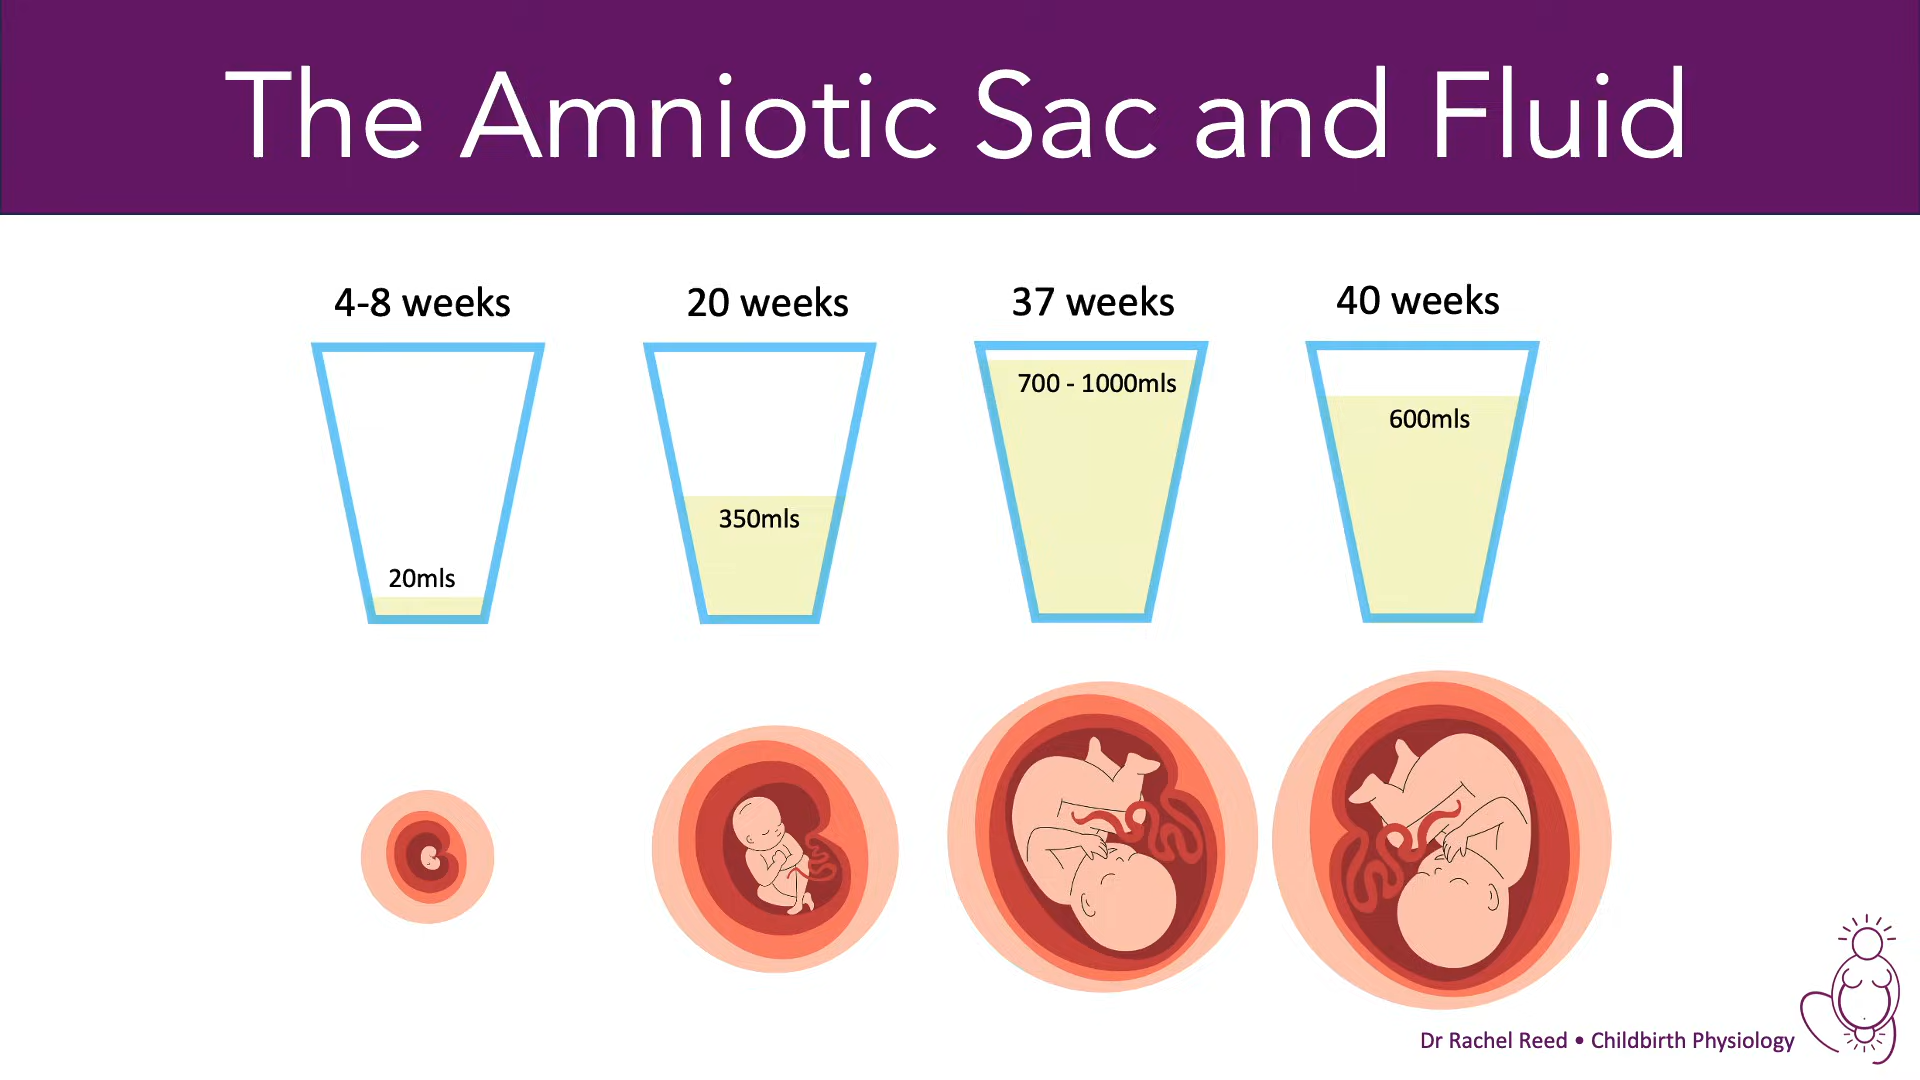 The Amniotic Sac and Fluid
4-8 weeks
20 weeks
37 weeks
40 weeks
20mls
350mls
700 - 1000mls
600mls
Dr Rachel Reed • Childbirth Physiology